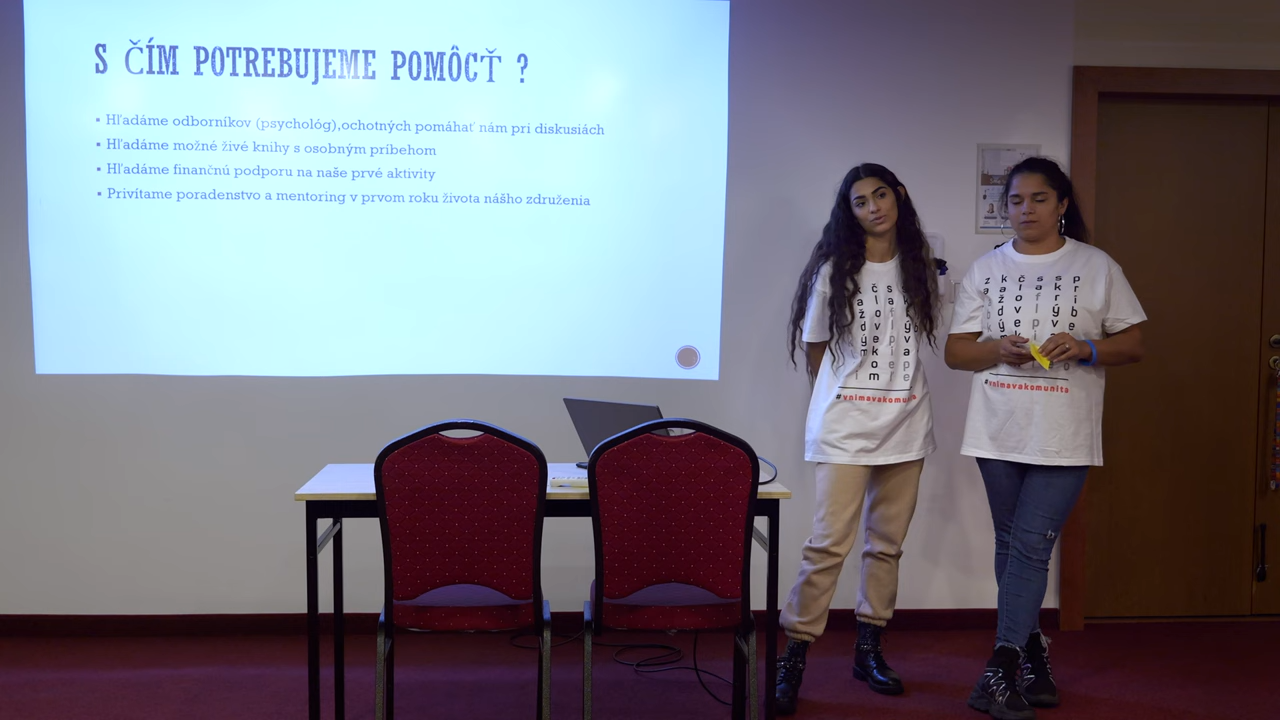 S ČÍM POTREBUJEME POMÔCŤ ?
▪ Hľadáme odborníkov (psychológ),ochotných pomáhať nám pri diskusiách
▪ Hľadáme možné živé knihy s osobným príbehom
▪ Hľadáme finančnú podporu na naše prvé aktivity
▪ Privítame poradenstvo a mentoring v prvom roku života nášho združenia
#vnimavakomunita
#vnimavakomunita